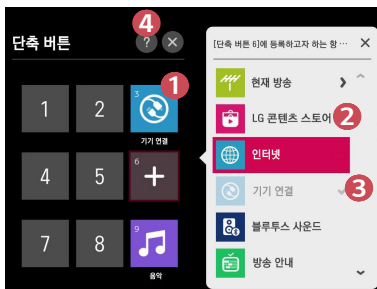 4
단축 버튼
?
[단축 버튼 6]에 등록하고자 하는 항 ⋯
1
2
3
기기 연결
1
4
5
6
7
8
9
음악
현재 방송
LG 콘텐츠 스토어
2
인터넷
기기 연결
3
블루투스 사운드
방송 안내